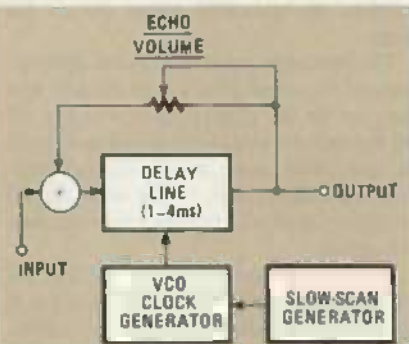 ECHO
VOLUME
DELAY
LINE
(1-4ms)
OUTPUT
INPUT
VCO
CLOCK
GENERATOR
SLOW-SCAN
GENERATOR